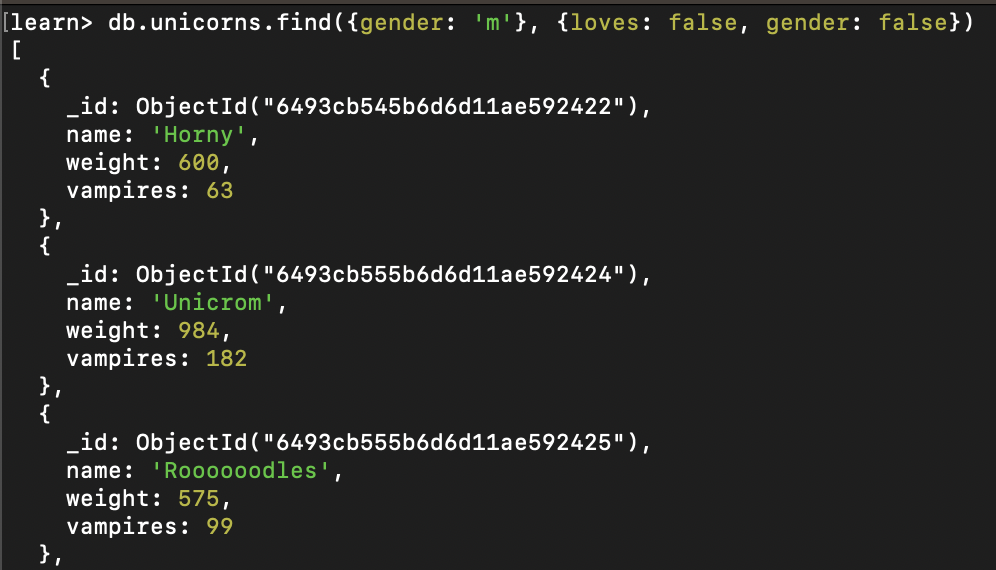 [learn> db.unicorns.find({gender: 'm'}, {loves: false, gender: false})
[
  {
    _id: ObjectId("6493cb545b6d6d11ae592422"),
    name: 'Horny',
    weight: 600,
    vampires: 63
  },
  {
    _id: ObjectId("6493cb555b6d6d11ae592424"),
    name: 'Unicrom',
    weight: 984,
    vampires: 182
  },
  {
    _id: ObjectId("6493cb555b6d6d11ae592425"),
    name: 'Roooooodles',
    weight: 575,
    vampires: 99
  },